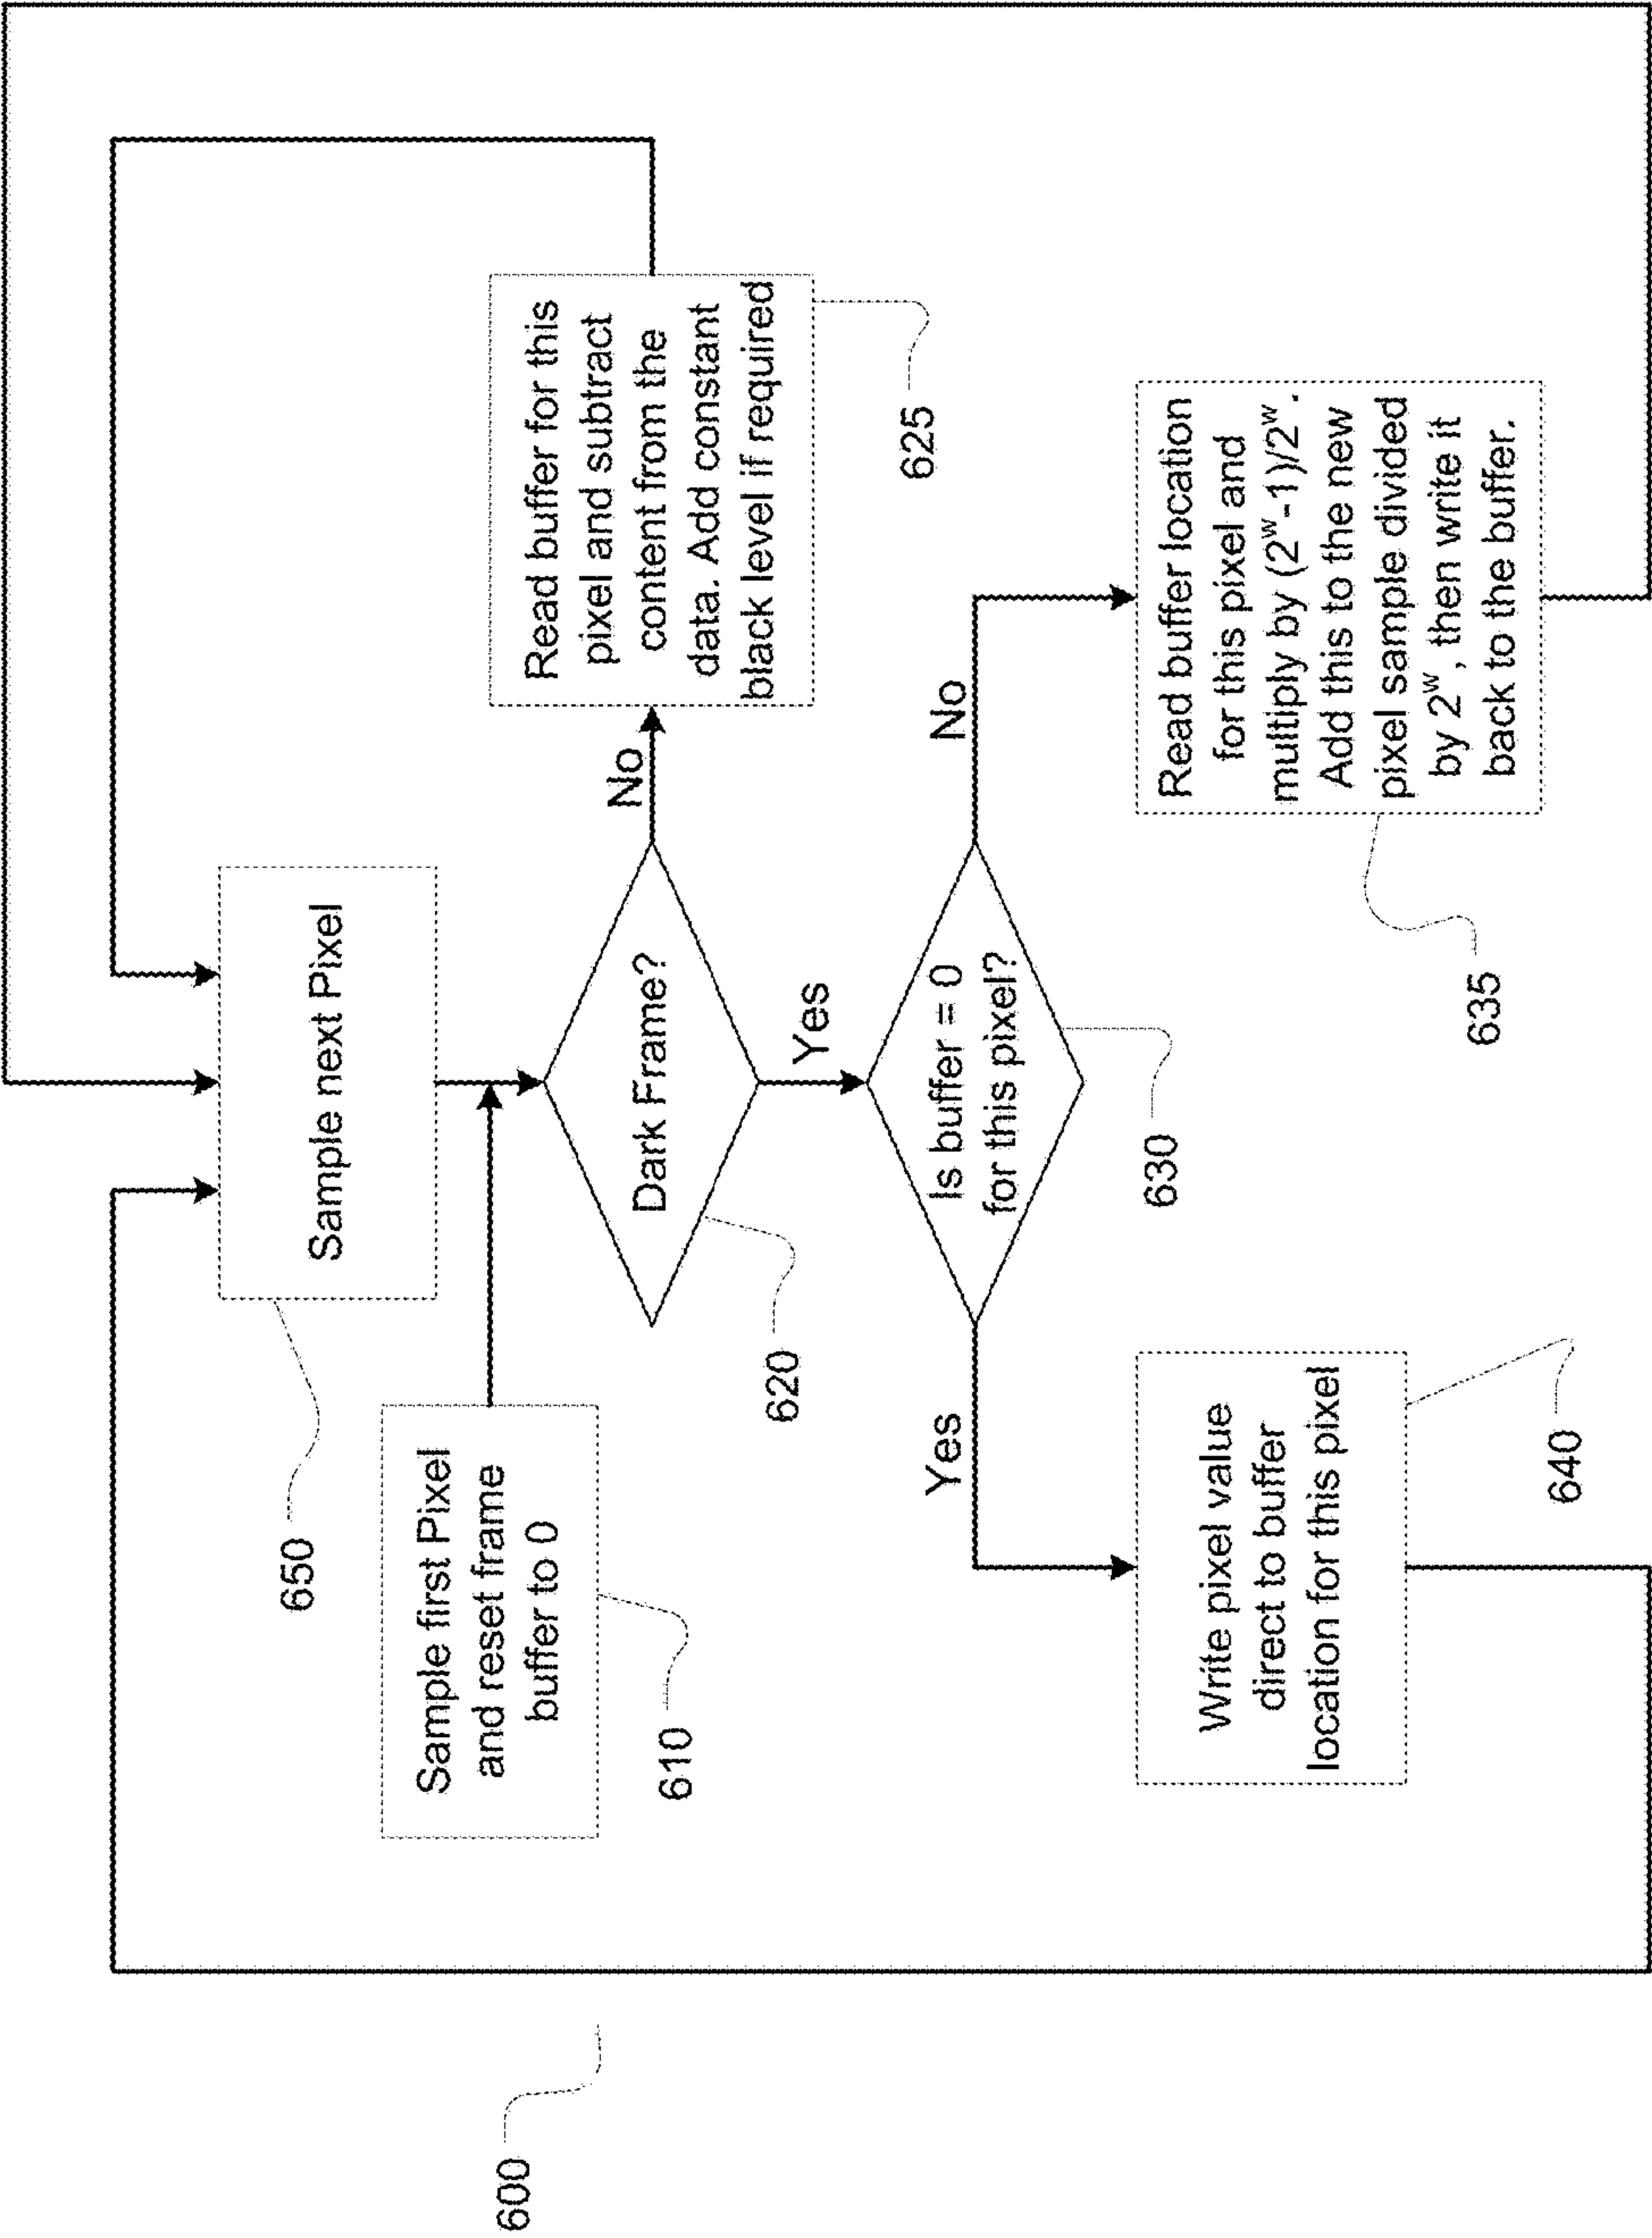 600
Sample next Pixel
650
Sample first Pixel
and reset frame
buffer to 0
610
Dark Frame?
620
No
Read buffer for this
pixel and subtract
content from the
data. Add constant
black level if required
625
Yes
Is buffer = 0
for this pixel?
630
Yes
Write pixel value
direct to buffer
location for this pixel
640
No
Read buffer location
for this pixel and
multiply by (2ʷ-1)/2ʷ.
Add this to the new
pixel sample divided
by 2ʷ, then write it
back to the buffer.
635